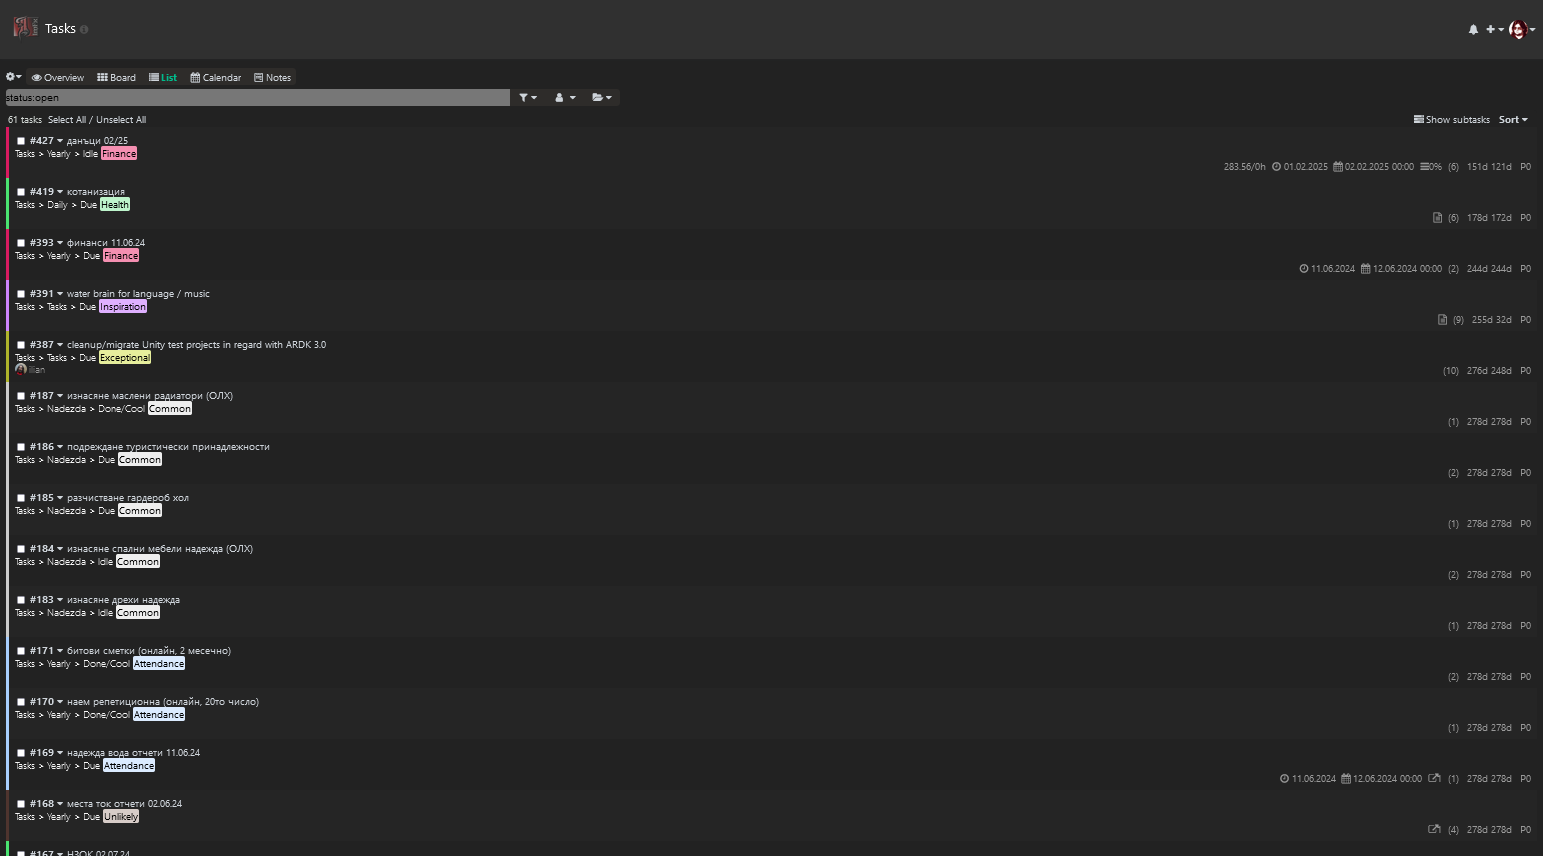 Tasks
Overview Board List Calendar Notes
status:open
61 tasks Select All / Unselect All Show subtasks Sort
#427 данъци 02/25
Tasks > Yearly > Idle Finance
283.56/0h 01.02.2025 02.02.2025 00:00 0% (6) 151d 121d P0
#419 котанизация
Tasks > Daily > Due Health
(6) 178d 172d P0
#393 финанси 11.06.24
Tasks > Yearly > Due Finance
11.06.2024 12.06.2024 00:00 (2) 244d 244d P0
#391 water brain for language / music
Tasks > Tasks > Due Inspiration
(9) 255d 32d P0
#387 cleanup/migrate Unity test projects in regard with ARDK 3.0
Tasks > Tasks > Due Exceptional
ilian
(10) 276d 248d P0
#187 изнасяне маслени радиатори (ОЛХ)
Tasks > Nadezda > Done/Cool Common
(1) 278d 278d P0
#186 подреждане туристически принадлежности
Tasks > Nadezda > Due Common
(2) 278d 278d P0
#185 разчистване гардероб хол
Tasks > Nadezda > Due Common
(1) 278d 278d P0
#184 изнасяне спални мебели надежда (ОЛХ)
Tasks > Nadezda > Idle Common
(2) 278d 278d P0
#183 изнасяне дрехи надежда
Tasks > Nadezda > Idle Common
(1) 278d 278d P0
#171 битови сметки (онлайн, 2 месечно)
Tasks > Yearly > Done/Cool Attendance
(2) 278d 278d P0
#170 наем репетиционна (онлайн, 20то число)
Tasks > Yearly > Done/Cool Attendance
(1) 278d 278d P0
#169 надежда вода отчети 11.06.24
Tasks > Yearly > Due Attendance
11.06.2024 12.06.2024 00:00 (1) 278d 278d P0
#168 места ток отчети 02.06.24
Tasks > Yearly > Due Unlikely
(4) 278d 278d P0
#167 НЗОК 02.07.24